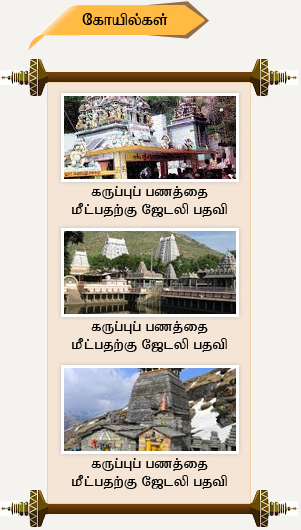 கோயில்கள்
கருப்புப் பணத்தை
மீட்பதற்கு ஜேடலி பதவி
கருப்புப் பணத்தை
மீட்பதற்கு ஜேடலி பதவி
கருப்புப் பணத்தை
மீட்பதற்கு ஜேடலி பதவி